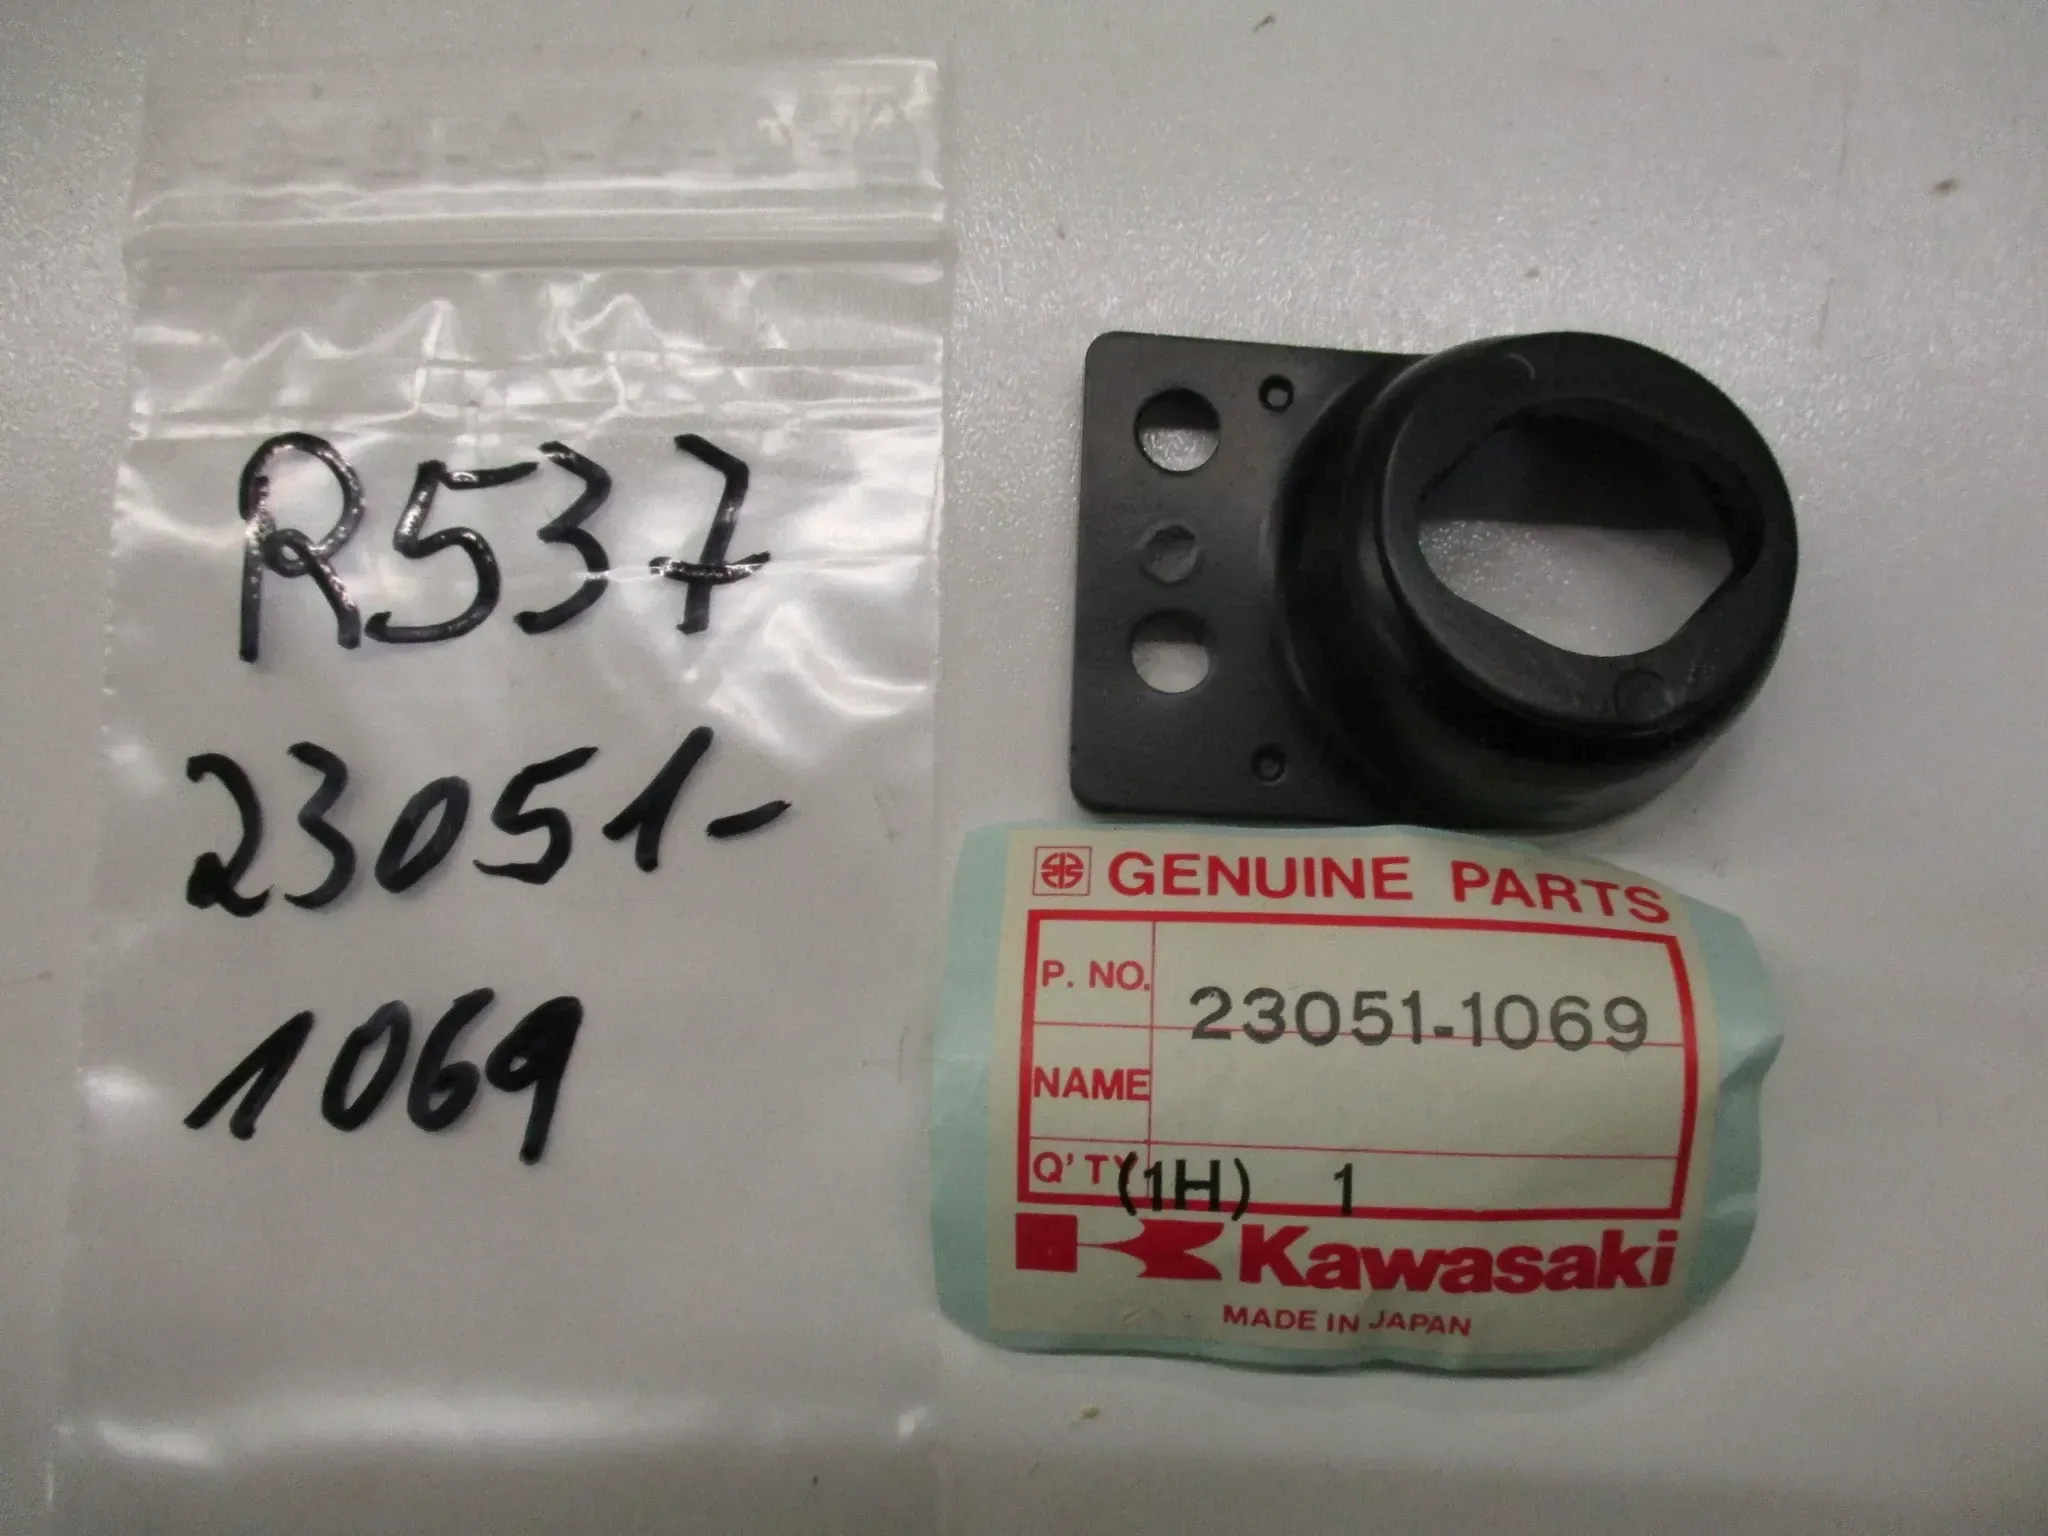 R537
23051-
1069
GENUINE PARTS
P. NO. 23051-1069
NAME
Q'TY (1H) 1
Kawasaki
MADE IN JAPAN